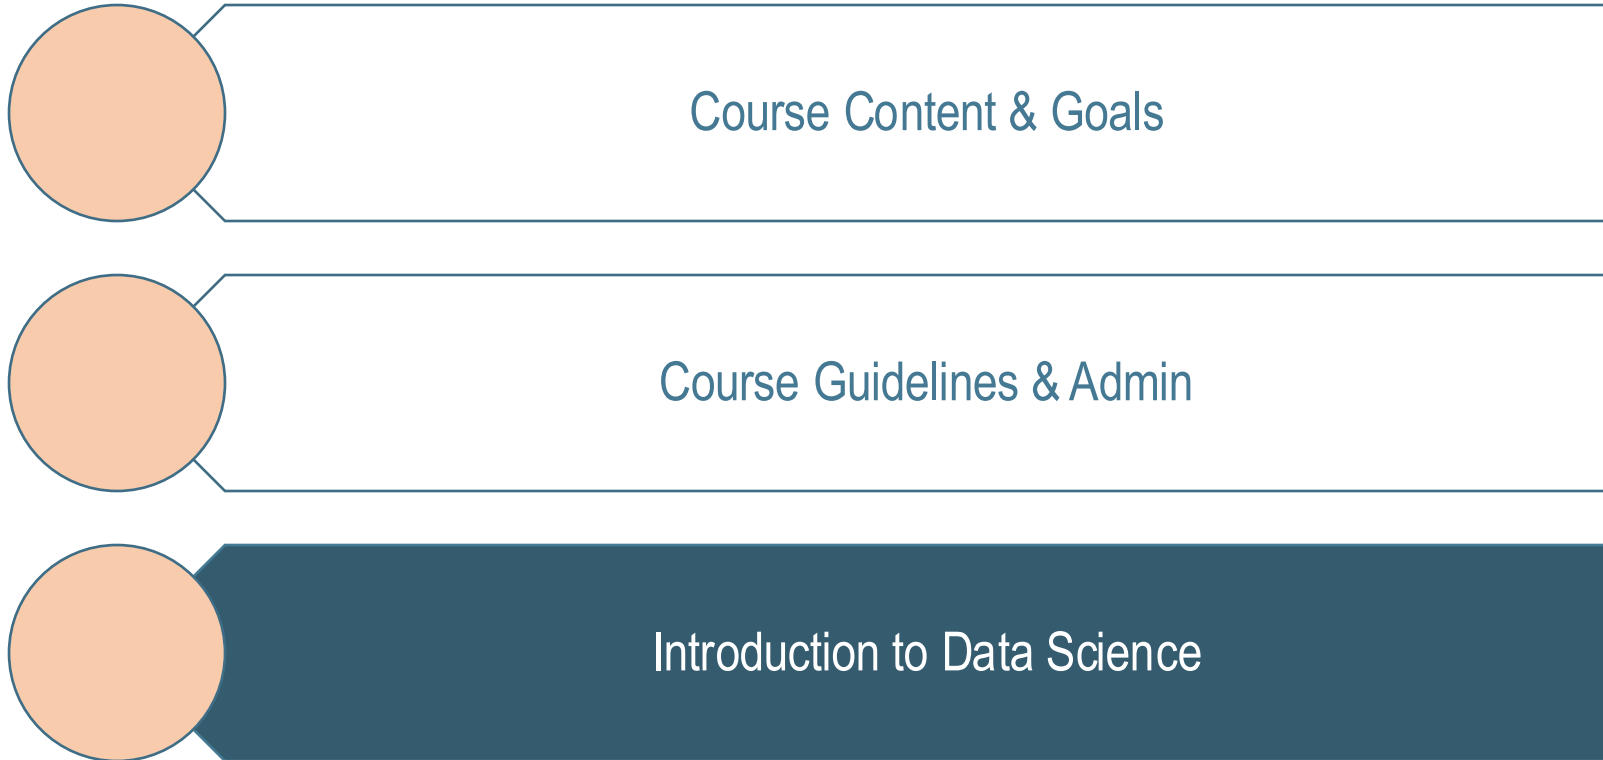 Course Content & Goals
Course Guidelines & Admin
Introduction to Data Science